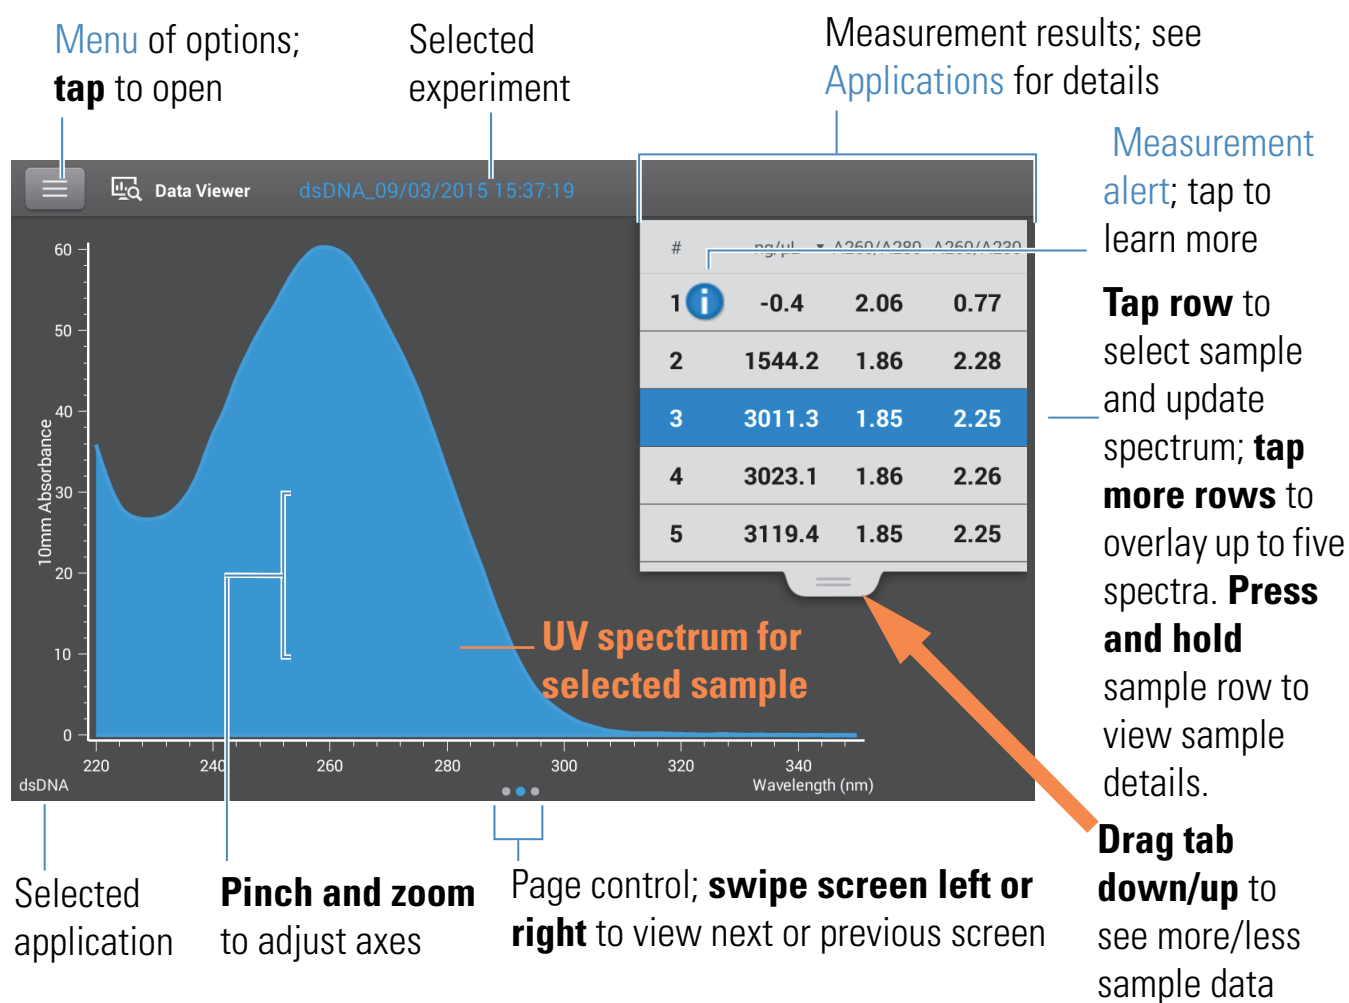 Menu of options;
tap to open
Selected
experiment
Measurement results; see
Applications for details
Measurement
alert; tap to
learn more
Data Viewer
dsDNA_09/03/2015 15:37:19
# ng/µL ▼ A260/A280 A260/A230
1 i -0.4 2.06 0.77
2 1544.2 1.86 2.28
3 3011.3 1.85 2.25
4 3023.1 1.86 2.26
5 3119.4 1.85 2.25
Tap row to
select sample
and update
spectrum; tap
more rows to
overlay up to five
spectra. Press
and hold
sample row to
view sample
details.
Drag tab
down/up to
see more/less
sample data
10mm Absorbance
60
50
40
30
20
10
0
UV spectrum for
selected sample
220 240 260 280 300 320 340
dsDNA
Wavelength (nm)
Selected
application
Pinch and zoom
to adjust axes
Page control; swipe screen left or
right to view next or previous screen